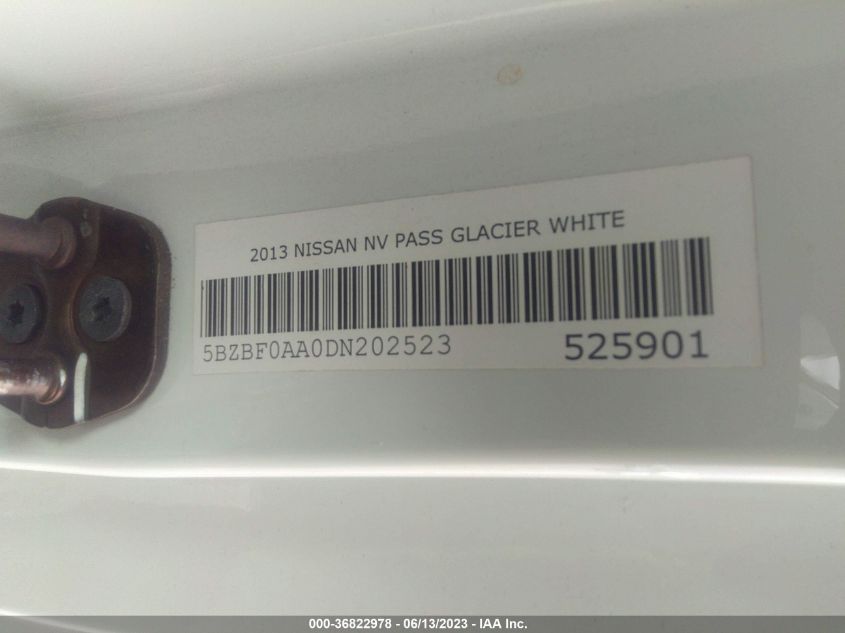 2013 NISSAN NV PASS GLACIER WHITE
5BZBF0AA0DN202523 525901
000-36822978 - 06/13/2023 - IAA Inc.